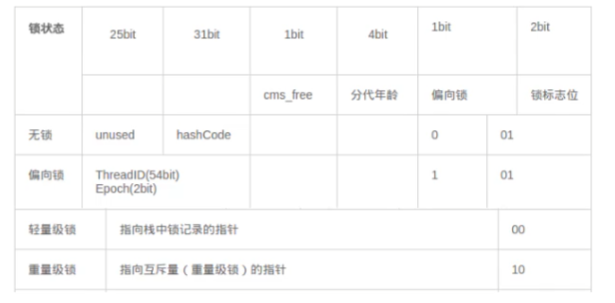 锁状态 25bit 31bit 1bit 4bit 1bit 2bit
cms_free 分代年龄 偏向锁 锁标志位
无锁 unused hashCode 0 01
偏向锁 ThreadID(54bit) 1 01
Epoch(2bit)
轻量级锁 指向栈中锁记录的指针 00
重量级锁 指向互斥量（重量级锁）的指针 10